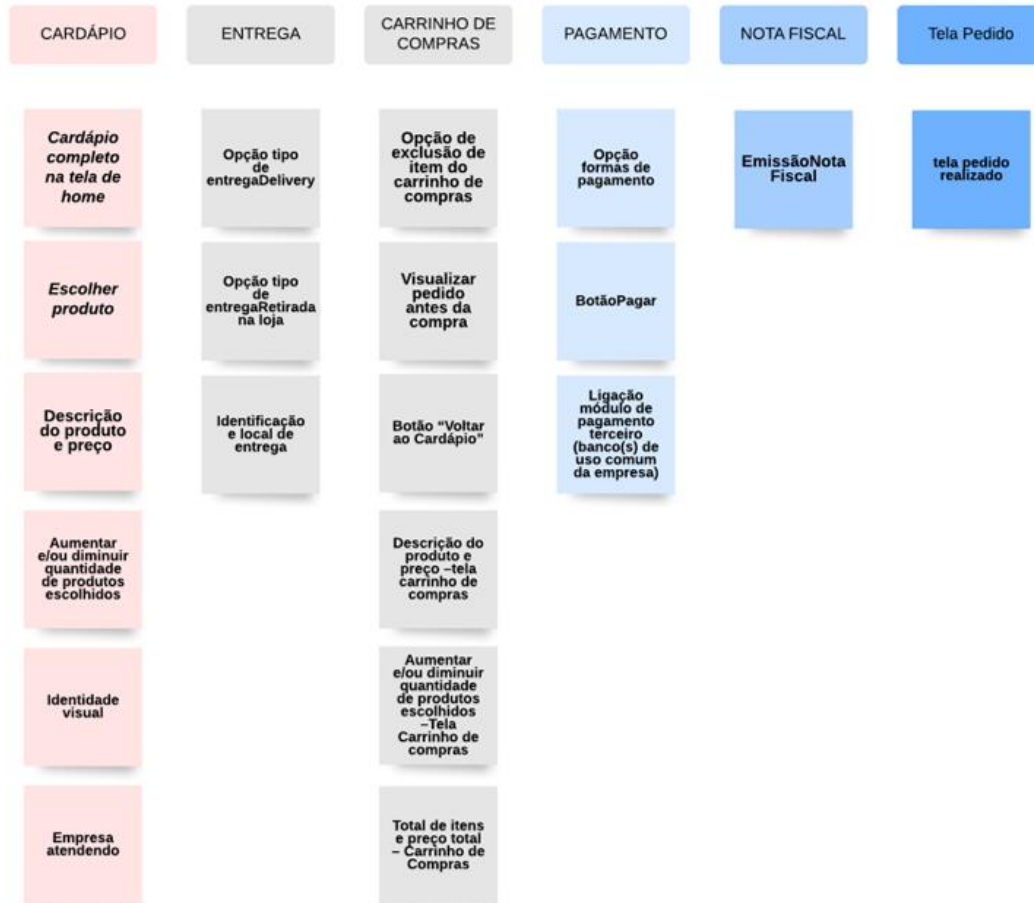 CARDÁPIO
ENTREGA
CARRINHO DE
COMPRAS
PAGAMENTO
NOTA FISCAL
Tela Pedido
Cardápio
completo
na tela de
home
Opção tipo
de
entregaDelivery
Opção de
exclusão de
item do
carrinho de
compras
Opção
formas de
pagamento
EmissãoNota
Fiscal
tela pedido
realizado
Escolher
produto
Opção tipo
de
entregaRetirada
na loja
Visualizar
pedido
antes da
compra
BotãoPagar
Descrição
do produto
e preço
Identificação
e local de
entrega
Botão “Voltar
ao Cardápio”
Ligação
módulo de
pagamento
terceiro
(banco(s) de
uso comum
da empresa)
Aumentar
e/ou diminuir
quantidade
de produtos
escolhidos
Descrição do
produto e
preço –tela
carrinho de
compras
Identidade
visual
Aumentar
e/ou diminuir
quantidade
de produtos
escolhidos
–Tela
Carrinho de
compras
Empresa
atendendo
Total de itens
e preço total
– Carrinho de
Compras